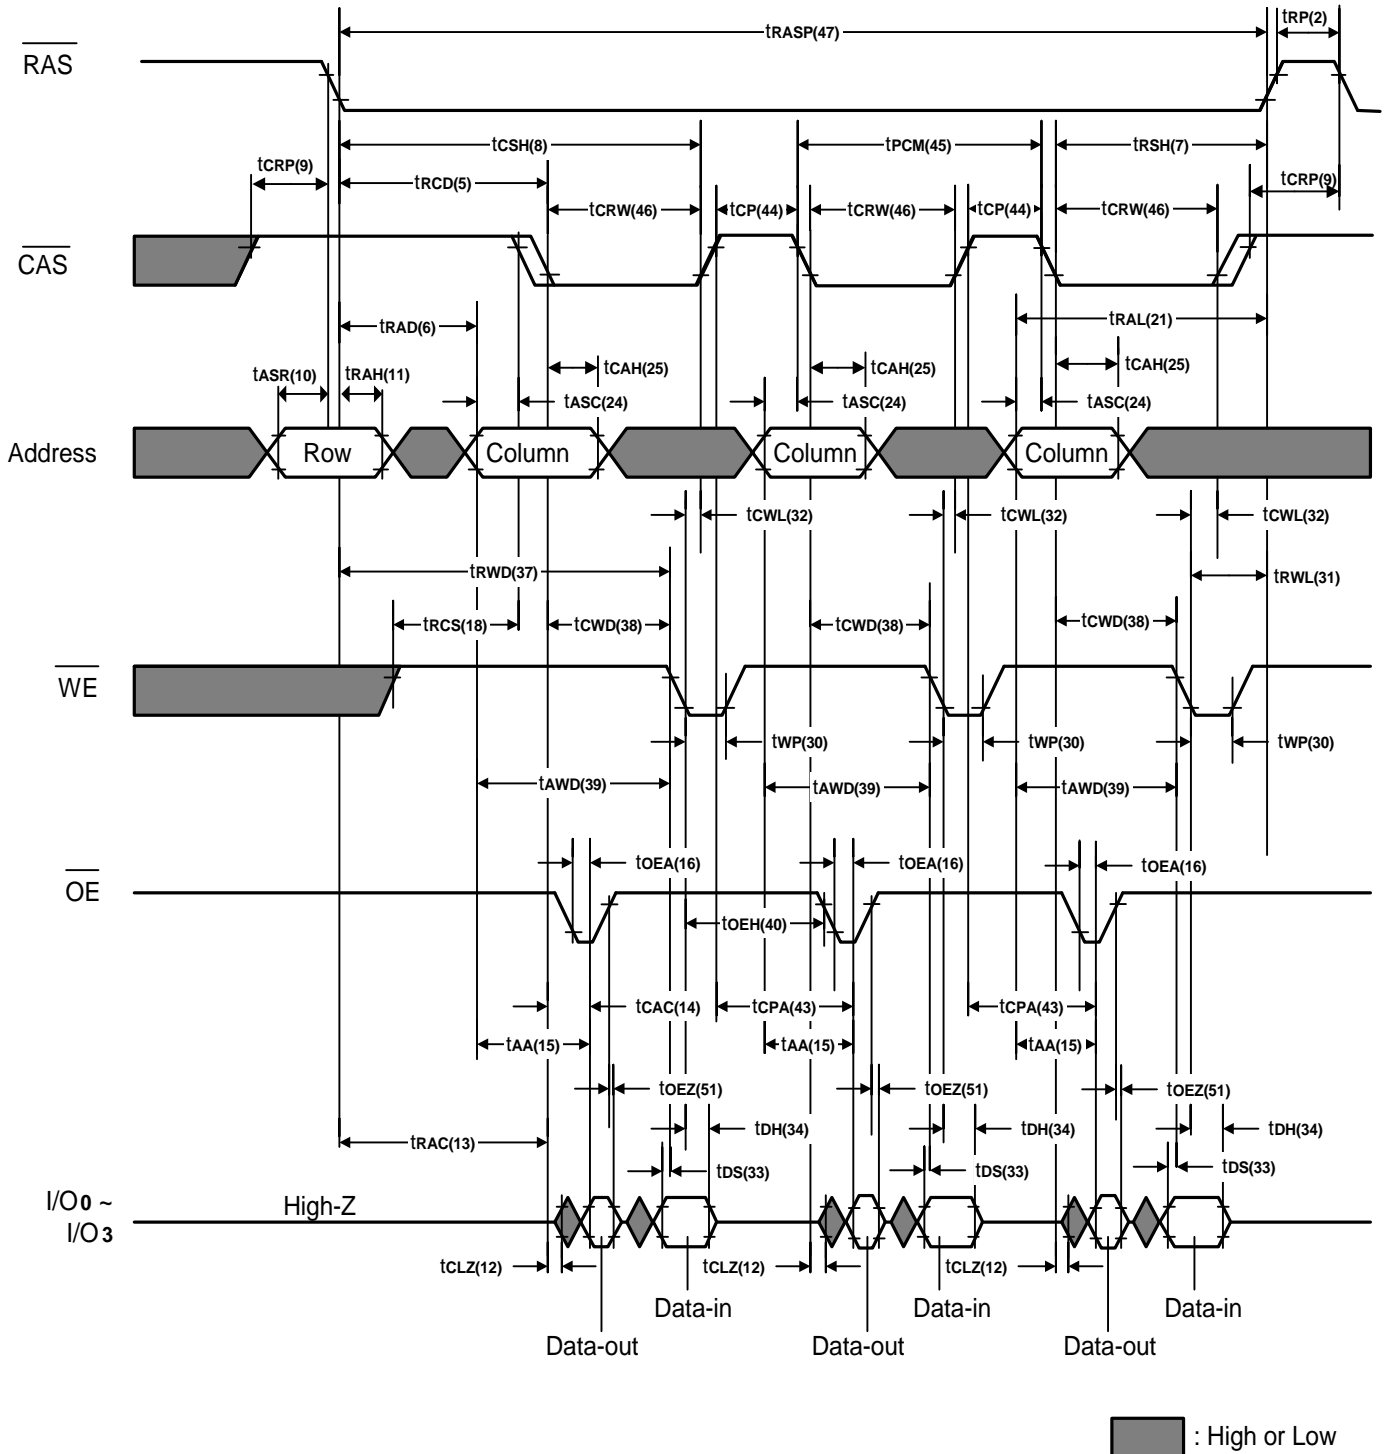 tRASP(47)
tRP(2)
RAS
tCSH(8)
tPCM(45)
tRSH(7)
tCRP(9)
tRCD(5)
tCRP(9)
tCRW(46)
tCP(44)
tCRW(46)
tCP(44)
tCRW(46)
CAS
tRAD(6)
tRAL(21)
tASR(10)
tRAH(11)
tCAH(25)
tCAH(25)
tCAH(25)
tASC(24)
tASC(24)
tASC(24)
Address
Row
Column
Column
Column
tCWL(32)
tCWL(32)
tCWL(32)
tRWD(37)
tRWL(31)
tRCS(18)
tCWD(38)
tCWD(38)
tCWD(38)
WE
tWP(30)
tWP(30)
tWP(30)
tAWD(39)
tAWD(39)
tAWD(39)
tOEA(16)
tOEA(16)
tOEA(16)
OE
tOEH(40)
tCAC(14)
tCPA(43)
tCPA(43)
tAA(15)
tAA(15)
tAA(15)
tOEZ(51)
tOEZ(51)
tOEZ(51)
tRAC(13)
tDH(34)
tDH(34)
tDH(34)
tDS(33)
tDS(33)
tDS(33)
I/O0 ~
I/O3
High-Z
tCLZ(12)
tCLZ(12)
tCLZ(12)
Data-in
Data-in
Data-in
Data-out
Data-out
Data-out
: High or Low